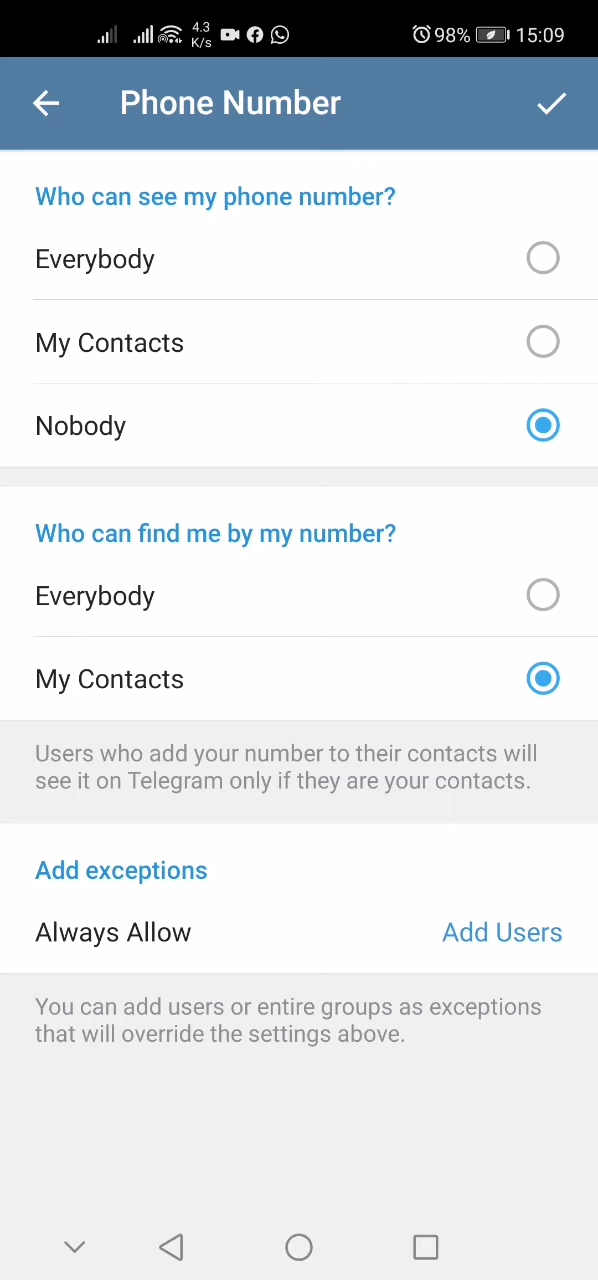 4.3
K/s
98%
15:09
Phone Number
Who can see my phone number?
Everybody
My Contacts
Nobody
Who can find me by my number?
Everybody
My Contacts
Users who add your number to their contacts will
see it on Telegram only if they are your contacts.
Add exceptions
Always Allow
Add Users
You can add users or entire groups as exceptions
that will override the settings above.